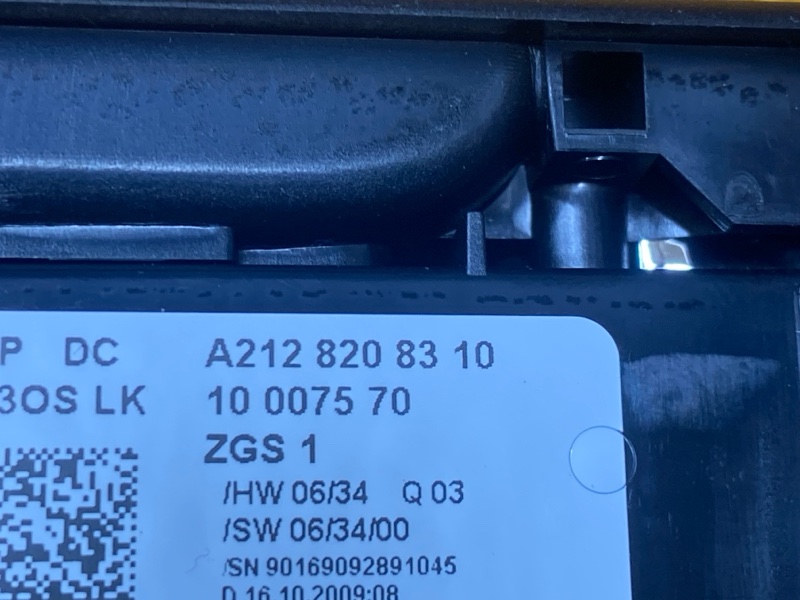 P DC A212 820 83 10
3OS LK 10 0075 70
ZGS 1
/HW 06/34 Q 03
/SW 06/34/00
/SN 90169092891045
D 16.10.2009:08